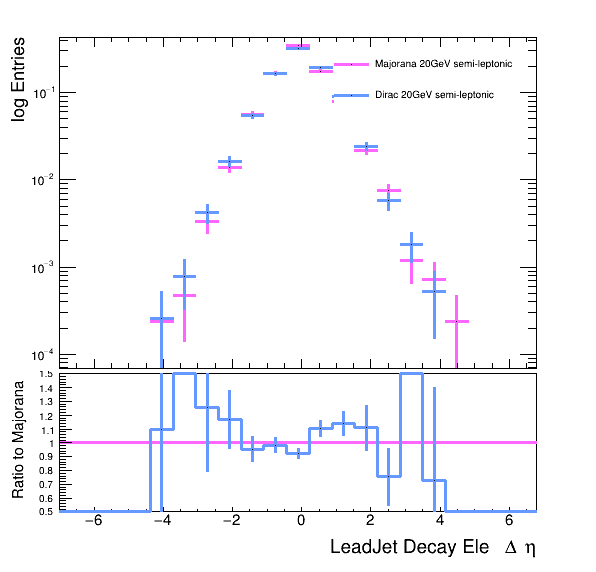 log Entries
Majorana 20GeV semi-leptonic
Dirac 20GeV semi-leptonic
10⁻¹
10⁻²
10⁻³
10⁻⁴
Ratio to Majorana
1.5
1.4
1.3
1.2
1.1
1
0.9
0.8
0.7
0.6
0.5
−6 −4 −2 0 2 4 6
LeadJet Decay Ele Δ η